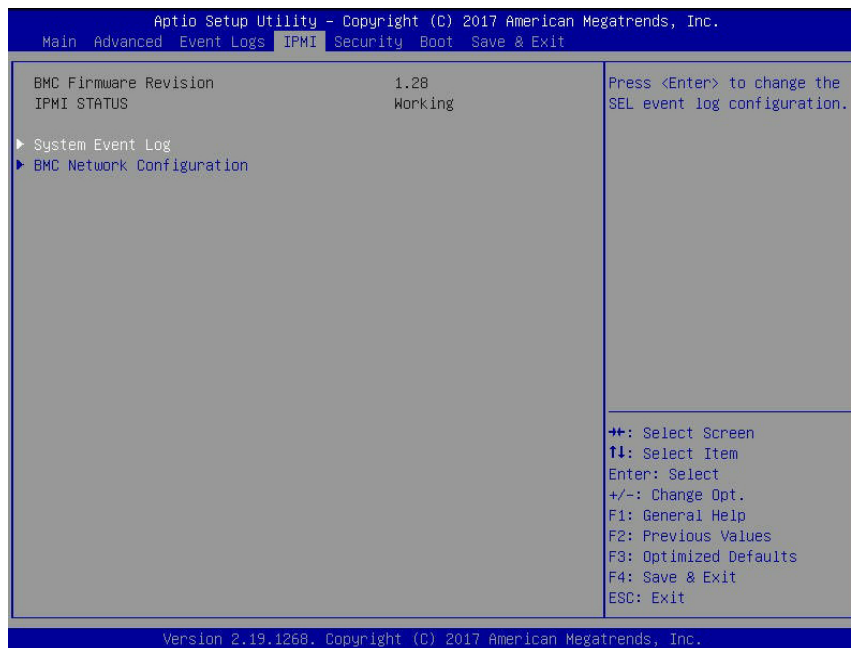 Aptio Setup Utility – Copyright (C) 2017 American Megatrends, Inc.
Main Advanced Event Logs IPMI Security Boot Save & Exit
BMC Firmware Revision 1.28
IPMI STATUS Working
System Event Log
BMC Network Configuration
Press <Enter> to change the
SEL event log configuration.
→←: Select Screen
↑↓: Select Item
Enter: Select
+/-: Change Opt.
F1: General Help
F2: Previous Values
F3: Optimized Defaults
F4: Save & Exit
ESC: Exit
Version 2.19.1268. Copyright (C) 2017 American Megatrends, Inc.